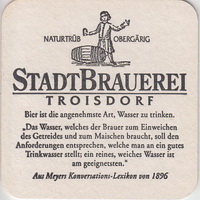 NATURTRÜB OBERGÄRIG
STADTBRAUEREI
TROISDORF
Bier ist die angenehmste Art, Wasser zu trinken.
„Das Wasser, welches der Brauer zum Einweichen
des Getreides und zum Maischen braucht, soll den
Anforderungen entsprechen, welche man an ein gutes
Trinkwasser stellt; ein reines, weiches Wasser ist
am geeignetsten."
Aus Meyers Konversations-Lexikon von 1896